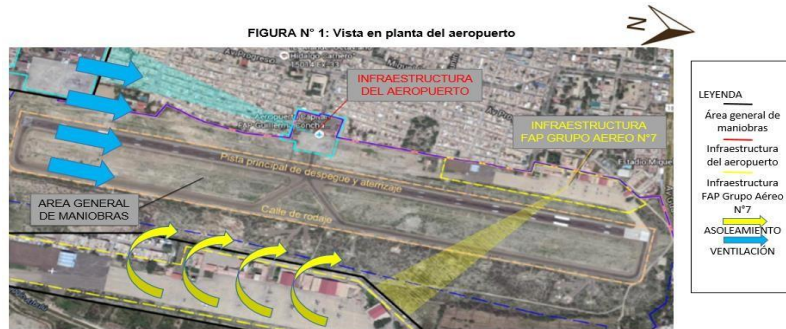 FIGURA N° 1: Vista en planta del aeropuerto
N
Av Progreso
INFRAESTRUCTURA
DEL AEROPUERTO
INFRAESTRUCTURA
FAP GRUPO AEREO N°7
Pista principal de despegue y aterrizaje
Calle de rodaje
AREA GENERAL
DE MANIOBRAS
LEYENDA
Área general de
maniobras
Infraestructura
del aeropuerto
Infraestructura
FAP Grupo Aéreo
N°7
ASOLEAMIENTO
VENTILACIÓN